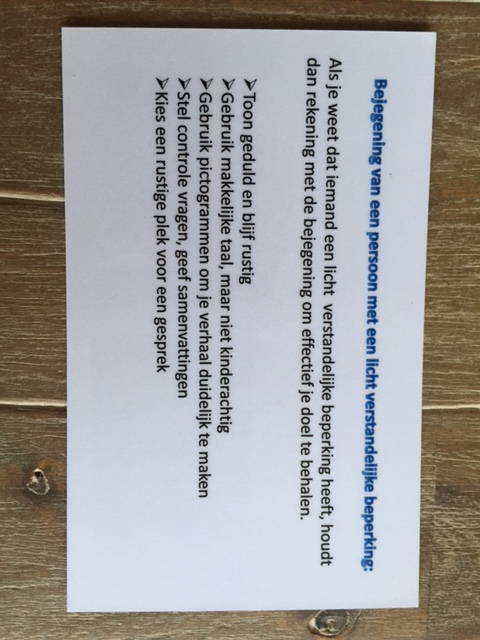 Bejegening van een persoon met een licht verstandelijke beperking:
Als je weet dat iemand een licht verstandelijke beperking heeft, houdt
dan rekening met de bejegening om effectief je doel te behalen.
➢Toon geduld en blijf rustig
➢Gebruik makkelijke taal, maar niet kinderachtig
➢Gebruik pictogrammen om je verhaal duidelijk te maken
➢Stel controle vragen, geef samenvattingen
➢Kies een rustige plek voor een gesprek